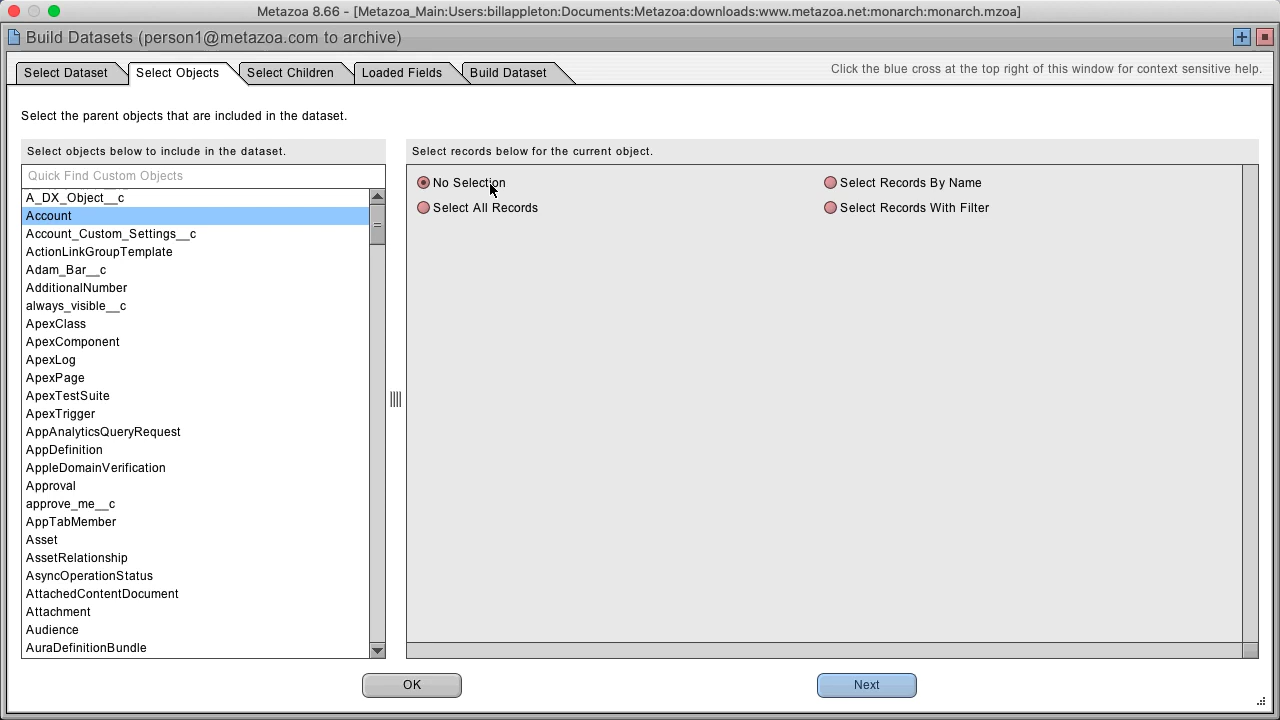 Metazoa 8.66 - [Metazoa_Main:Users:billappleton:Documents:Metazoa:downloads:www.metazoa.net:monarch:monarch.mzoa]
Build Datasets (person1@metazoa.com to archive)
Select Dataset
Select Objects
Select Children
Loaded Fields
Build Dataset
Click the blue cross at the top right of this window for context sensitive help.
Select the parent objects that are included in the dataset.
Select objects below to include in the dataset.
Quick Find Custom Objects
A_DX_Object__c
Account
Account_Custom_Settings__c
ActionLinkGroupTemplate
Adam_Bar__c
AdditionalNumber
always_visible__c
ApexClass
ApexComponent
ApexLog
ApexPage
ApexTestSuite
ApexTrigger
AppAnalyticsQueryRequest
AppDefinition
AppleDomainVerification
Approval
approve_me__c
AppTabMember
Asset
AssetRelationship
AsyncOperationStatus
AttachedContentDocument
Attachment
Audience
AuraDefinitionBundle
Select records below for the current object.
No Selection
Select Records By Name
Select All Records
Select Records With Filter
OK
Next